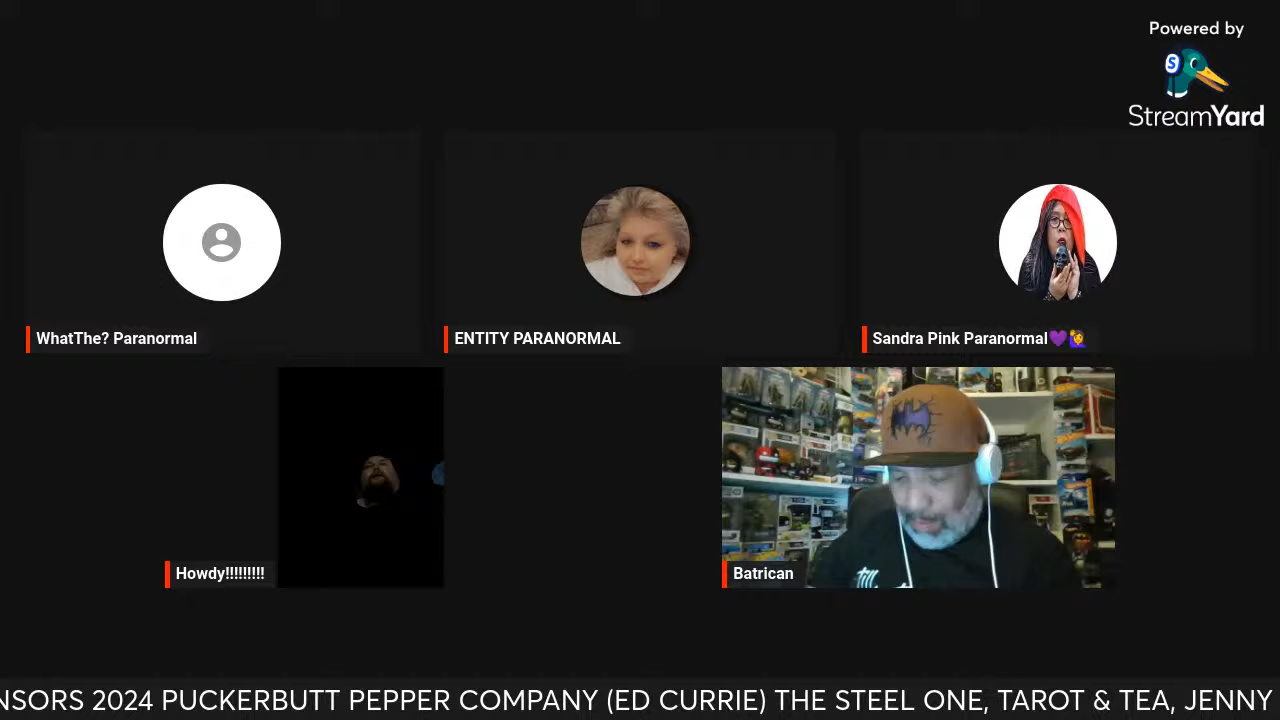 Powered by
S
StreamYard
WhatThe? Paranormal
ENTITY PARANORMAL
Sandra Pink Paranormal💜🙋‍♀️
Howdy!!!!!!!!!
Batrican
till
NSORS 2024 PUCKERBUTT PEPPER COMPANY (ED CURRIE) THE STEEL ONE, TAROT & TEA, JENNY